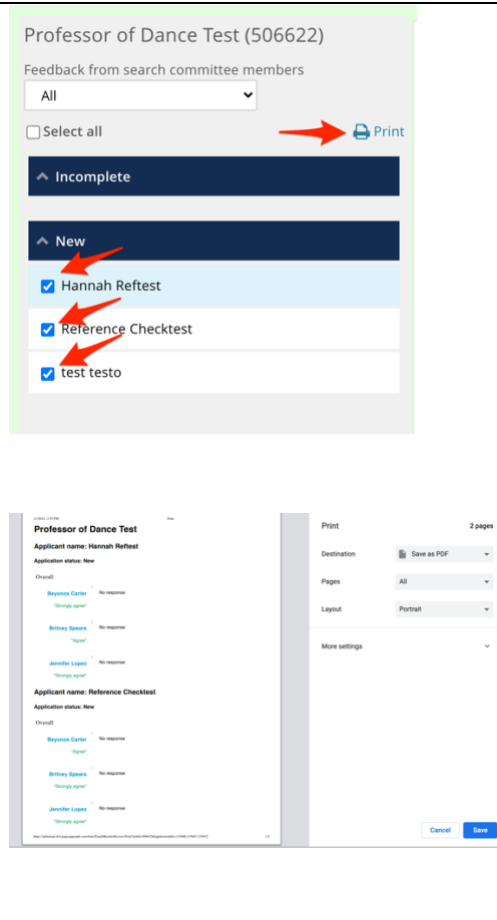 Professor of Dance Test (506622)
Feedback from search committee members
All
Select all
Print
Incomplete
New
Hannah Reftest
Reference Checktest
test testo
Professor of Dance Test
Applicant name: Hannah Reftest
Application status: New
Overall
Beyonce Carter No response
"Strongly agree"
Britney Spears No response
"Agree"
Jennifer Lopez No response
"Strongly agree"
Applicant name: Reference Checktest
Application status: New
Overall
Beyonce Carter No response
"Agree"
Britney Spears No response
"Strongly agree"
Jennifer Lopez No response
"Strongly agree"
Print 2 pages
Destination Save as PDF
Pages All
Layout Portrait
More settings
Cancel Save